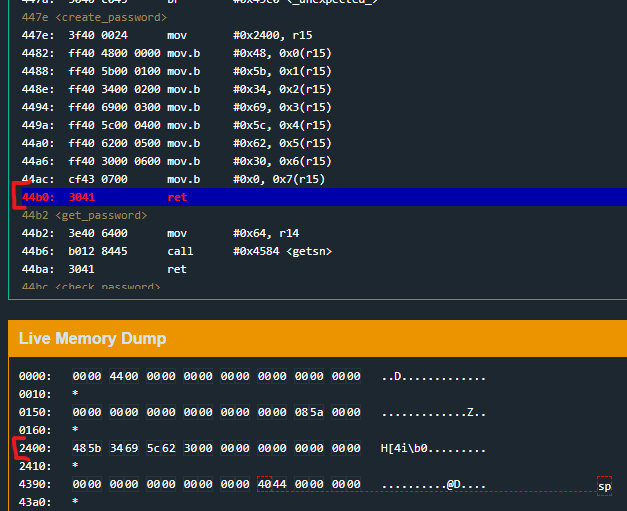 447e <create_password>
447e: 3f40 0024 mov #0x2400, r15
4482: ff40 4800 0000 mov.b #0x48, 0x0(r15)
4488: ff40 5b00 0100 mov.b #0x5b, 0x1(r15)
448e: ff40 3400 0200 mov.b #0x34, 0x2(r15)
4494: ff40 6900 0300 mov.b #0x69, 0x3(r15)
449a: ff40 5c00 0400 mov.b #0x5c, 0x4(r15)
44a0: ff40 6200 0500 mov.b #0x62, 0x5(r15)
44a6: ff40 3000 0600 mov.b #0x30, 0x6(r15)
44ac: cf43 0700 mov.b #0x0, 0x7(r15)
44b0: 3041 ret
44b2 <get_password>
44b2: 3e40 6400 mov #0x64, r14
44b6: b012 8445 call #0x4584 <getsn>
44ba: 3041 ret
44bc <check_password>
Live Memory Dump
0000: 0000 4400 0000 0000 0000 0000 0000 0000 ..D.............
0010: *
0150: 0000 0000 0000 0000 0000 0000 085a 0000 .............Z..
0160: *
2400: 485b 3469 5c62 3000 0000 0000 0000 0000 H[4i\b0.........
2410: *
4390: 0000 0000 0000 0000 0000 4044 0000 0000 ..........@D.... sp
43a0: *